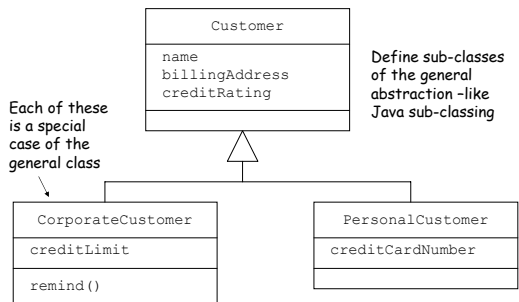 Customer
name
billingAddress
creditRating
Define sub-classes
of the general
abstraction –like
Java sub-classing
Each of these
is a special
case of the
general class
CorporateCustomer
creditLimit
remind()
PersonalCustomer
creditCardNumber